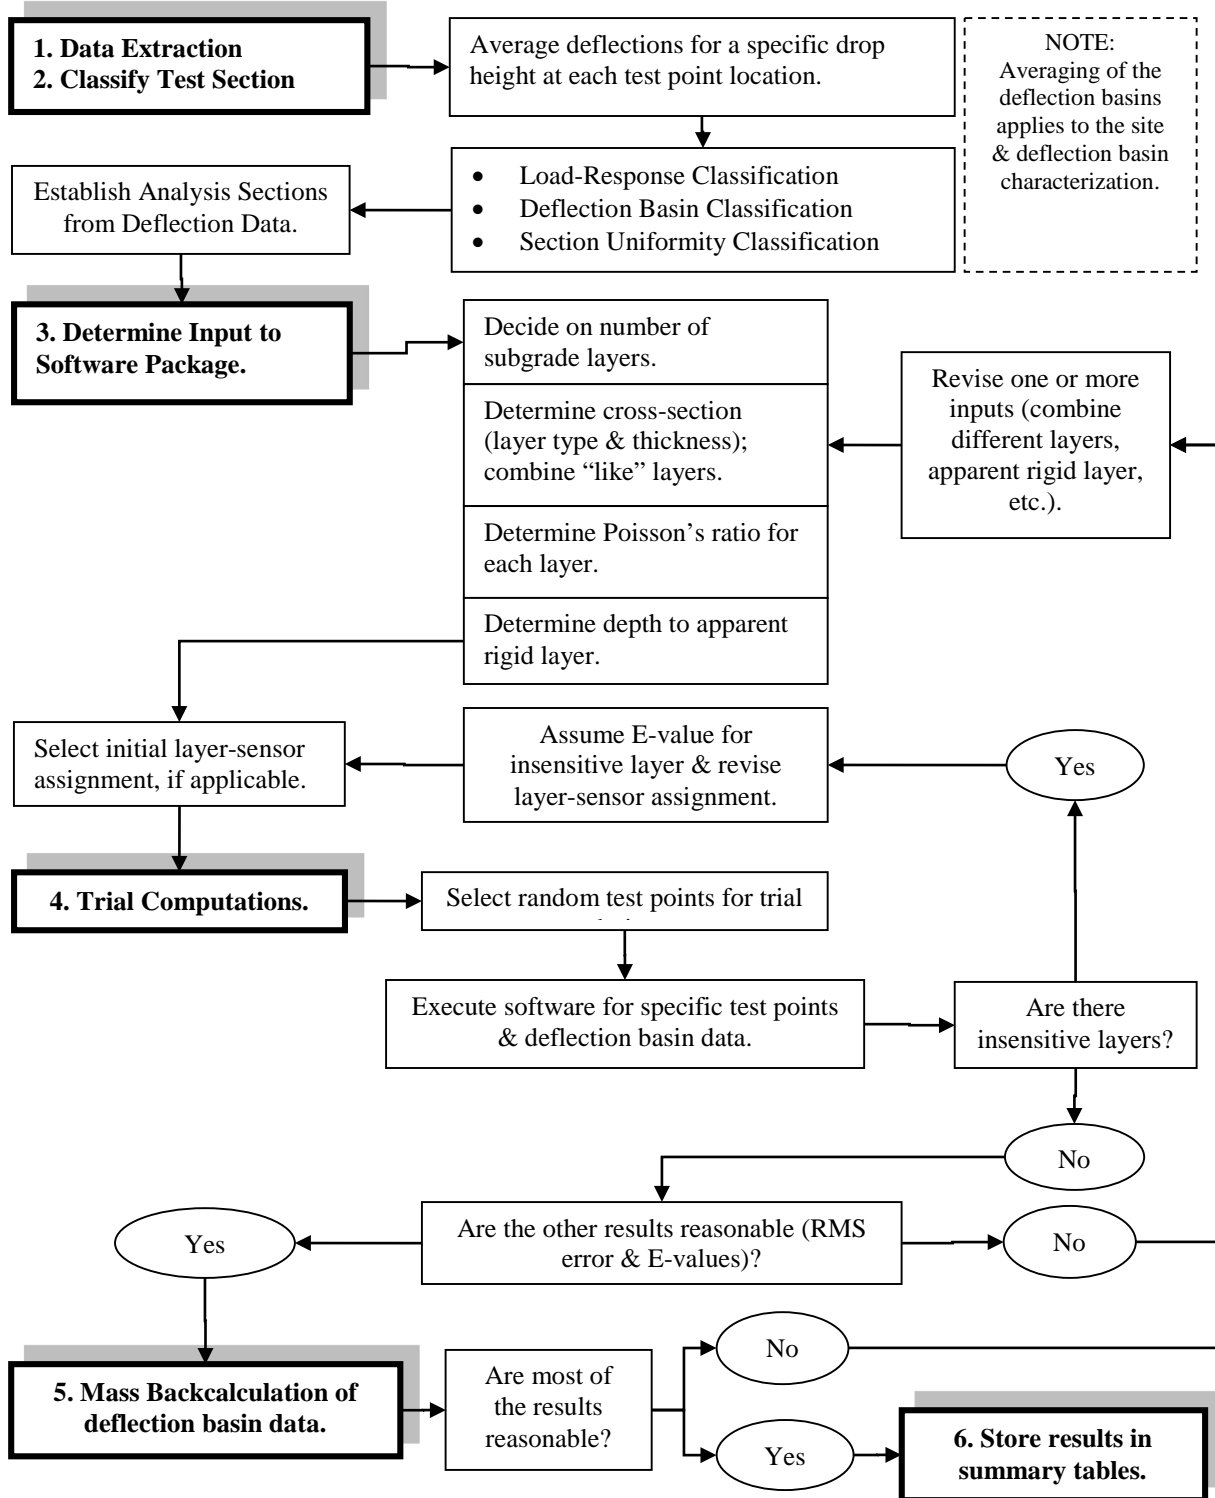 1. Data Extraction
2. Classify Test Section
Average deflections for a specific drop
height at each test point location.
NOTE:
Averaging of the
deflection basins
applies to the site
& deflection basin
characterization.
• Load-Response Classification
• Deflection Basin Classification
• Section Uniformity Classification
Establish Analysis Sections
from Deflection Data.
3. Determine Input to
Software Package.
Decide on number of
subgrade layers.
Determine cross-section
(layer type & thickness);
combine “like” layers.
Determine Poisson’s ratio for
each layer.
Determine depth to apparent
rigid layer.
Revise one or more
inputs (combine
different layers,
apparent rigid layer,
etc.).
Select initial layer-sensor
assignment, if applicable.
Assume E-value for
insensitive layer & revise
layer-sensor assignment.
Yes
4. Trial Computations.
Select random test points for trial
Execute software for specific test points
& deflection basin data.
Are there
insensitive layers?
No
Are the other results reasonable (RMS
error & E-values)?
Yes
No
5. Mass Backcalculation of
deflection basin data.
Are most of
the results
reasonable?
No
Yes
6. Store results in
summary tables.